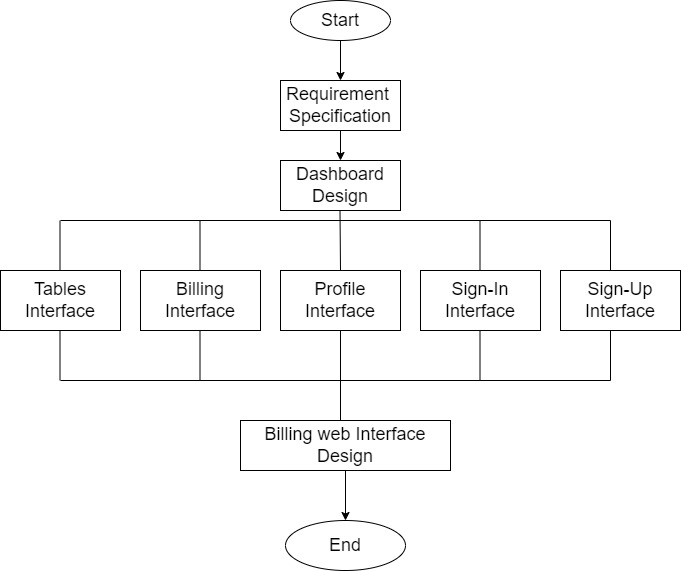 Start
Requirement
Specification
Dashboard
Design
Tables
Interface
Billing
Interface
Profile
Interface
Sign-In
Interface
Sign-Up
Interface
Billing web Interface
Design
End